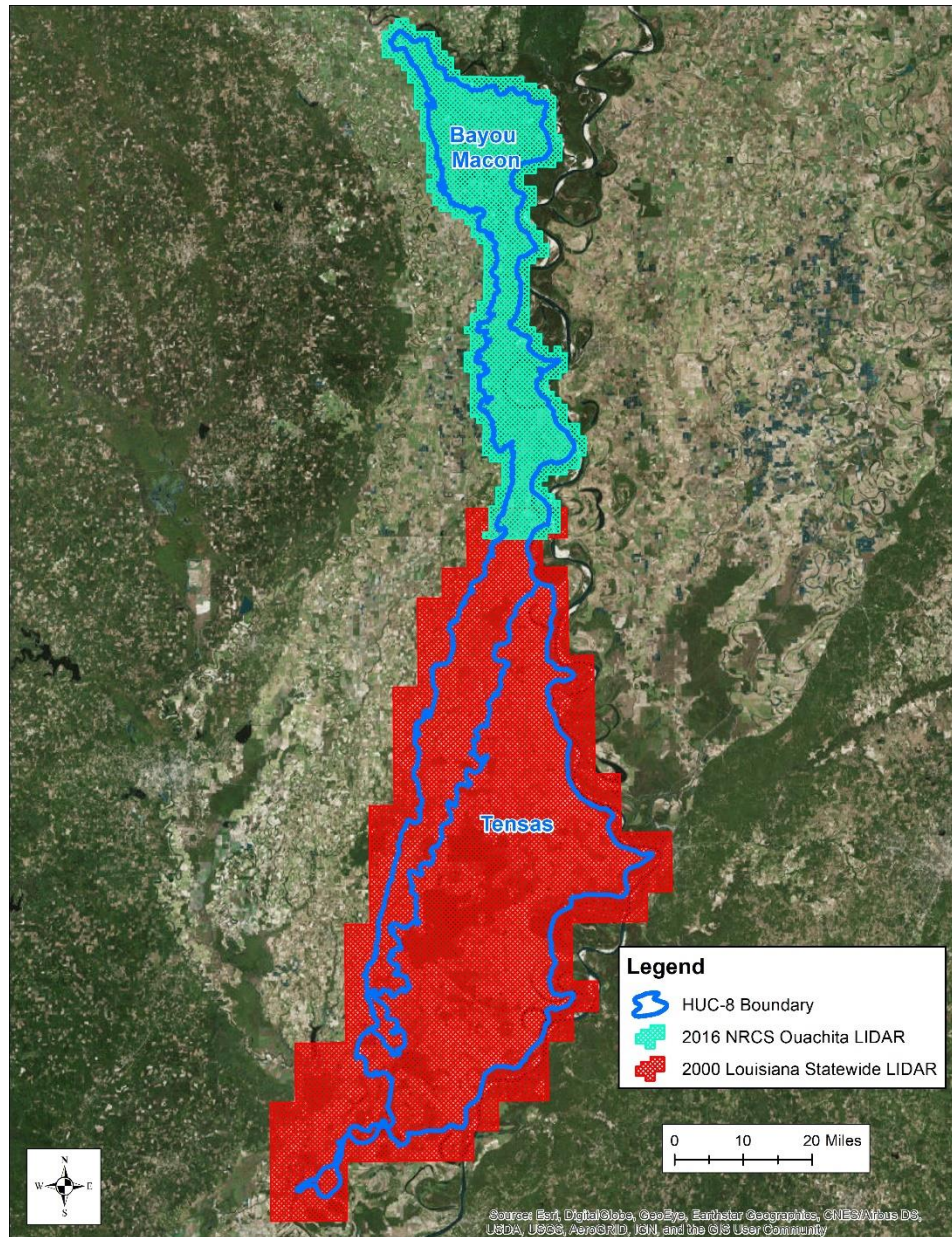 Bayou
Macon
Tensas
Legend
HUC-8 Boundary
2016 NRCS Ouachita LIDAR
2000 Louisiana Statewide LIDAR
0 10 20 Miles
N
W E
S
Source: Esri, DigitalGlobe, GeoEye, Earthstar Geographics, CNES/Airbus DS,
USDA, USGS, AeroGRID, IGN, and the GIS User Community